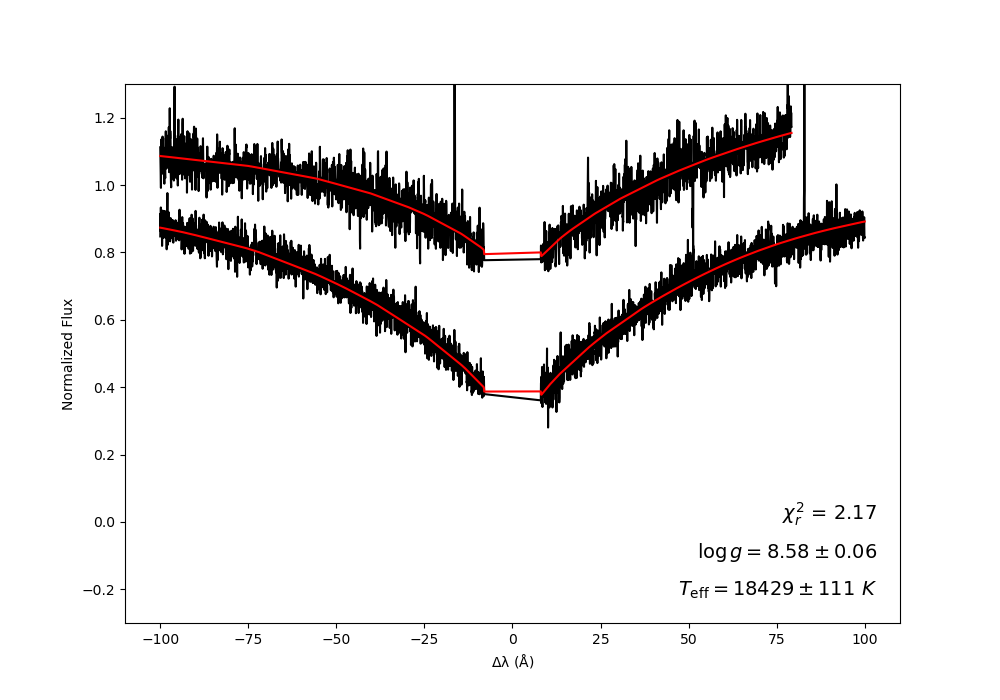 1.2
1.0
0.8
0.6
0.4
0.2
0.0
−0.2
Normalized Flux
χ²ᵣ = 2.17
log g = 8.58 ± 0.06
T_eff = 18429 ± 111 K
−100 −75 −50 −25 0 25 50 75 100
Δλ (Å)